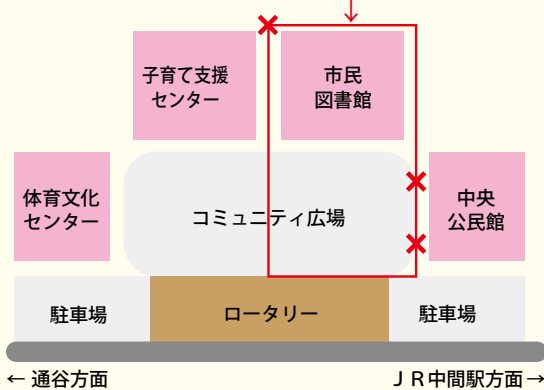 子育て支援
センター
市民
図書館
体育文化
センター
コミュニティ広場
中央
公民館
駐車場
ロータリー
駐車場
← 通谷方面
ＪＲ中間駅方面→